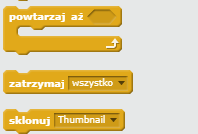 powtarzaj aż
zatrzymaj wszystko
sklonuj Thumbnail